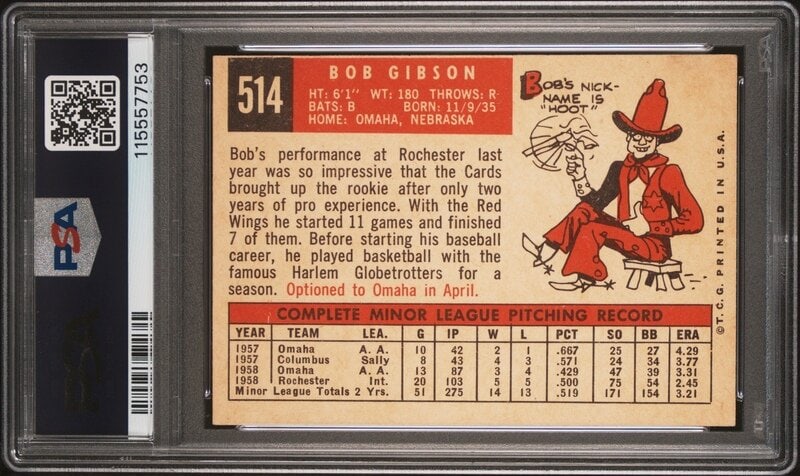 115557753
PSA
514
BOB GIBSON
HT: 6'1" WT: 180 THROWS: R
BATS: B BORN: 11/9/35
HOME: OMAHA, NEBRASKA
Bob's performance at Rochester last
year was so impressive that the Cards
brought up the rookie after only two
years of pro experience. With the Red
Wings he started 11 games and finished
7 of them. Before starting his baseball
career, he played basketball with the
famous Harlem Globetrotters for a
season. Optioned to Omaha in April.
BOB'S NICK-
NAME IS
"HOOT"
© T. C. G. PRINTED IN U.S.A.
COMPLETE MINOR LEAGUE PITCHING RECORD
YEAR TEAM LEA. G IP W L PCT SO BB ERA
1957 Omaha A. A. 10 42 2 1 .667 25 27 4.29
1957 Columbus Sally 8 43 4 3 .571 24 34 3.77
1958 Omaha A. A. 13 87 3 4 .429 47 39 3.31
1958 Rochester Int. 20 103 5 5 .500 75 54 2.45
Minor League Totals 2 Yrs. 51 275 14 13 .519 171 154 3.21